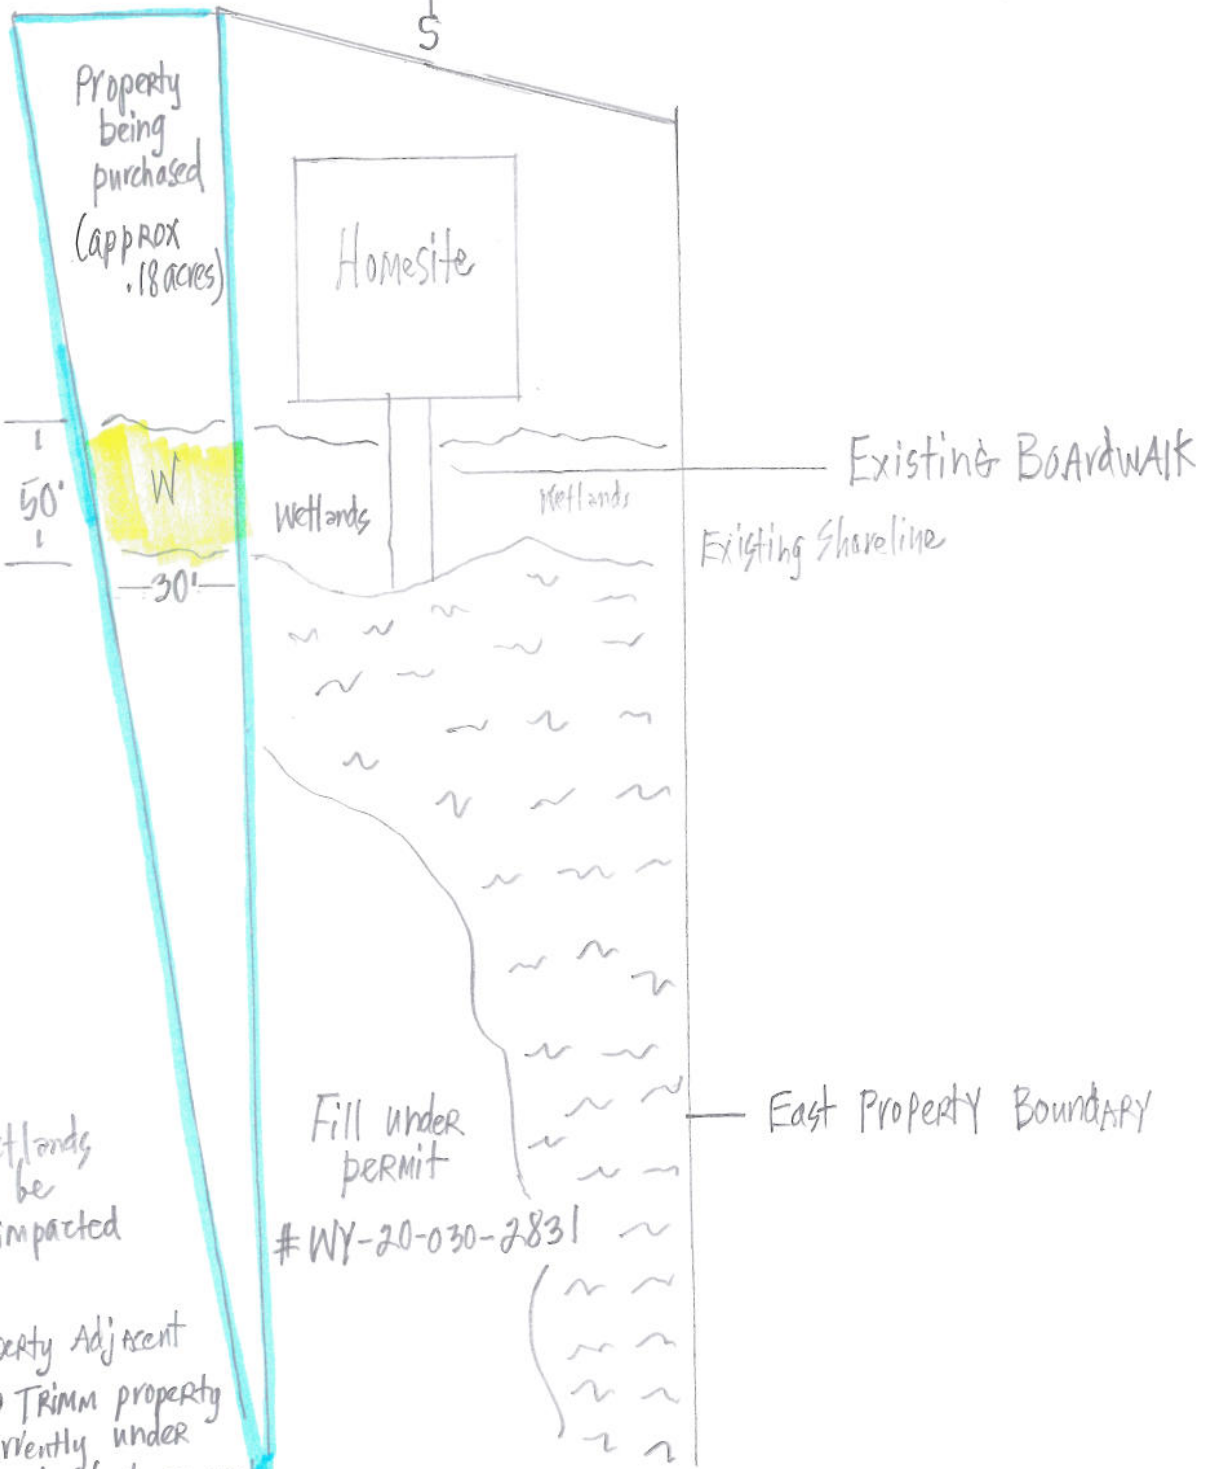 S
Property
being
purchased
(approx
.18 acres)
Homesite
50'
W
Wetlands
Wetlands
Existing Boardwalk
Existing Shoreline
30'
Fill under
permit
#WY-20-030-2831
East Property Boundary
be
impacted
Adjacent
Trimm property
under